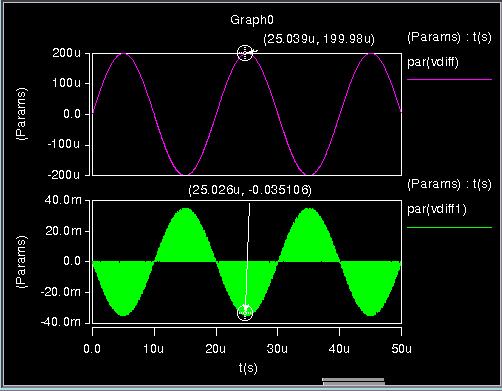 Graph0
(25.039u, 199.98u)
(Params) : t(s)
par(vdiff)
200u
100u
0.0
-100u
-200u
(Params)
(25.026u, -0.035106)
(Params) : t(s)
par(vdiff1)
40.0m
20.0m
0.0
-20.0m
-40.0m
(Params)
0.0 10u 20u 30u 40u 50u
t(s)